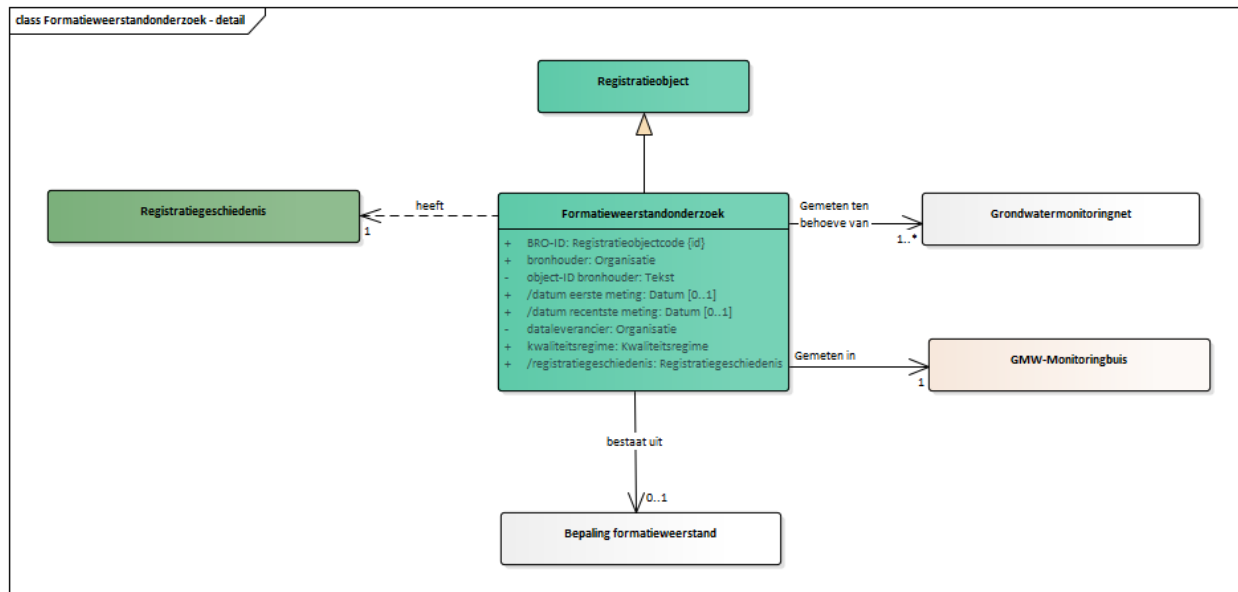 class Formatieweerstandonderzoek - detail
Registratieobject
Registratiegeschiedenis
heeft
1
Formatieweerstandonderzoek
+ BRO-ID: Registratieobjectcode {id}
+ bronhouder: Organisatie
- object-ID bronhouder: Tekst
+ /datum eerste meting: Datum [0..1]
+ /datum recentste meting: Datum [0..1]
- dataleverancier: Organisatie
+ kwaliteitsregime: Kwaliteitsregime
+ /registratiegeschiedenis: Registratiegeschiedenis
Gemeten ten
behoeve van
1..*
Grondwatermonitoringnet
Gemeten in
1
GMW-Monitoringbuis
bestaat uit
0..1
Bepaling formatieweerstand